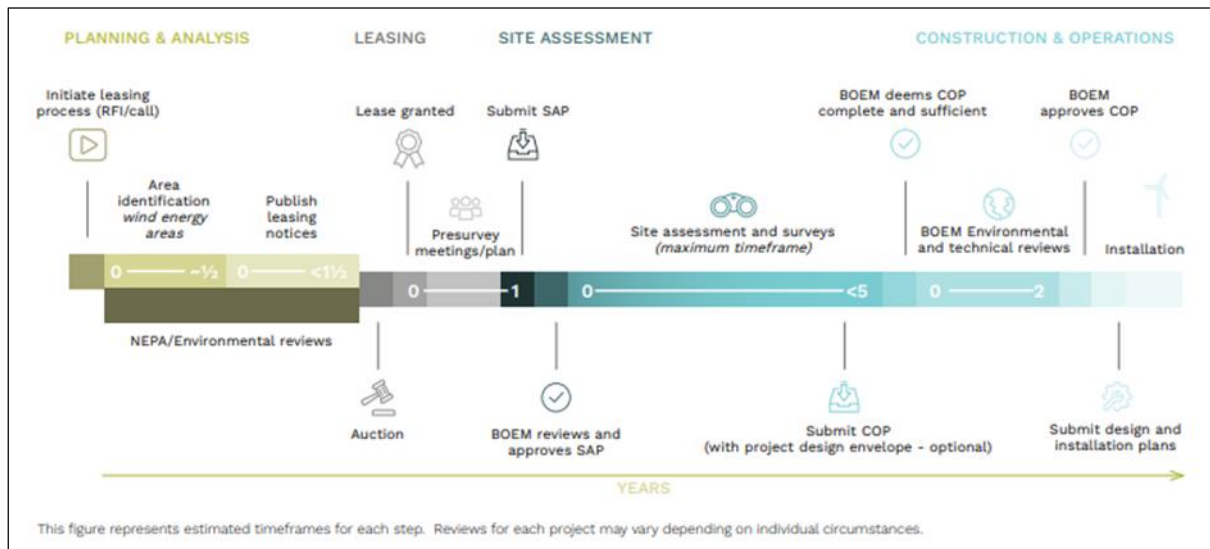 PLANNING & ANALYSIS
LEASING
SITE ASSESSMENT
CONSTRUCTION & OPERATIONS
Initiate leasing
process (RFI/call)
Lease granted
Submit SAP
BOEM deems COP
complete and sufficient
BOEM
approves COP
Area
identification
wind energy
areas
Publish
leasing
notices
Presurvey
meetings/plan
Site assessment and surveys
(maximum timeframe)
BOEM Environmental
and technical reviews
Installation
0 ~½
0 <1½
0 1
0 <5
0 2
NEPA/Environmental reviews
Auction
BOEM reviews and
approves SAP
Submit COP
(with project design envelope - optional)
Submit design and
installation plans
YEARS
This figure represents estimated timeframes for each step. Reviews for each project may vary depending on individual circumstances.